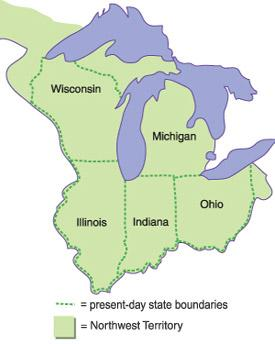 Wisconsin
Michigan
Illinois
Indiana
Ohio
= present-day state boundaries
= Northwest Territory